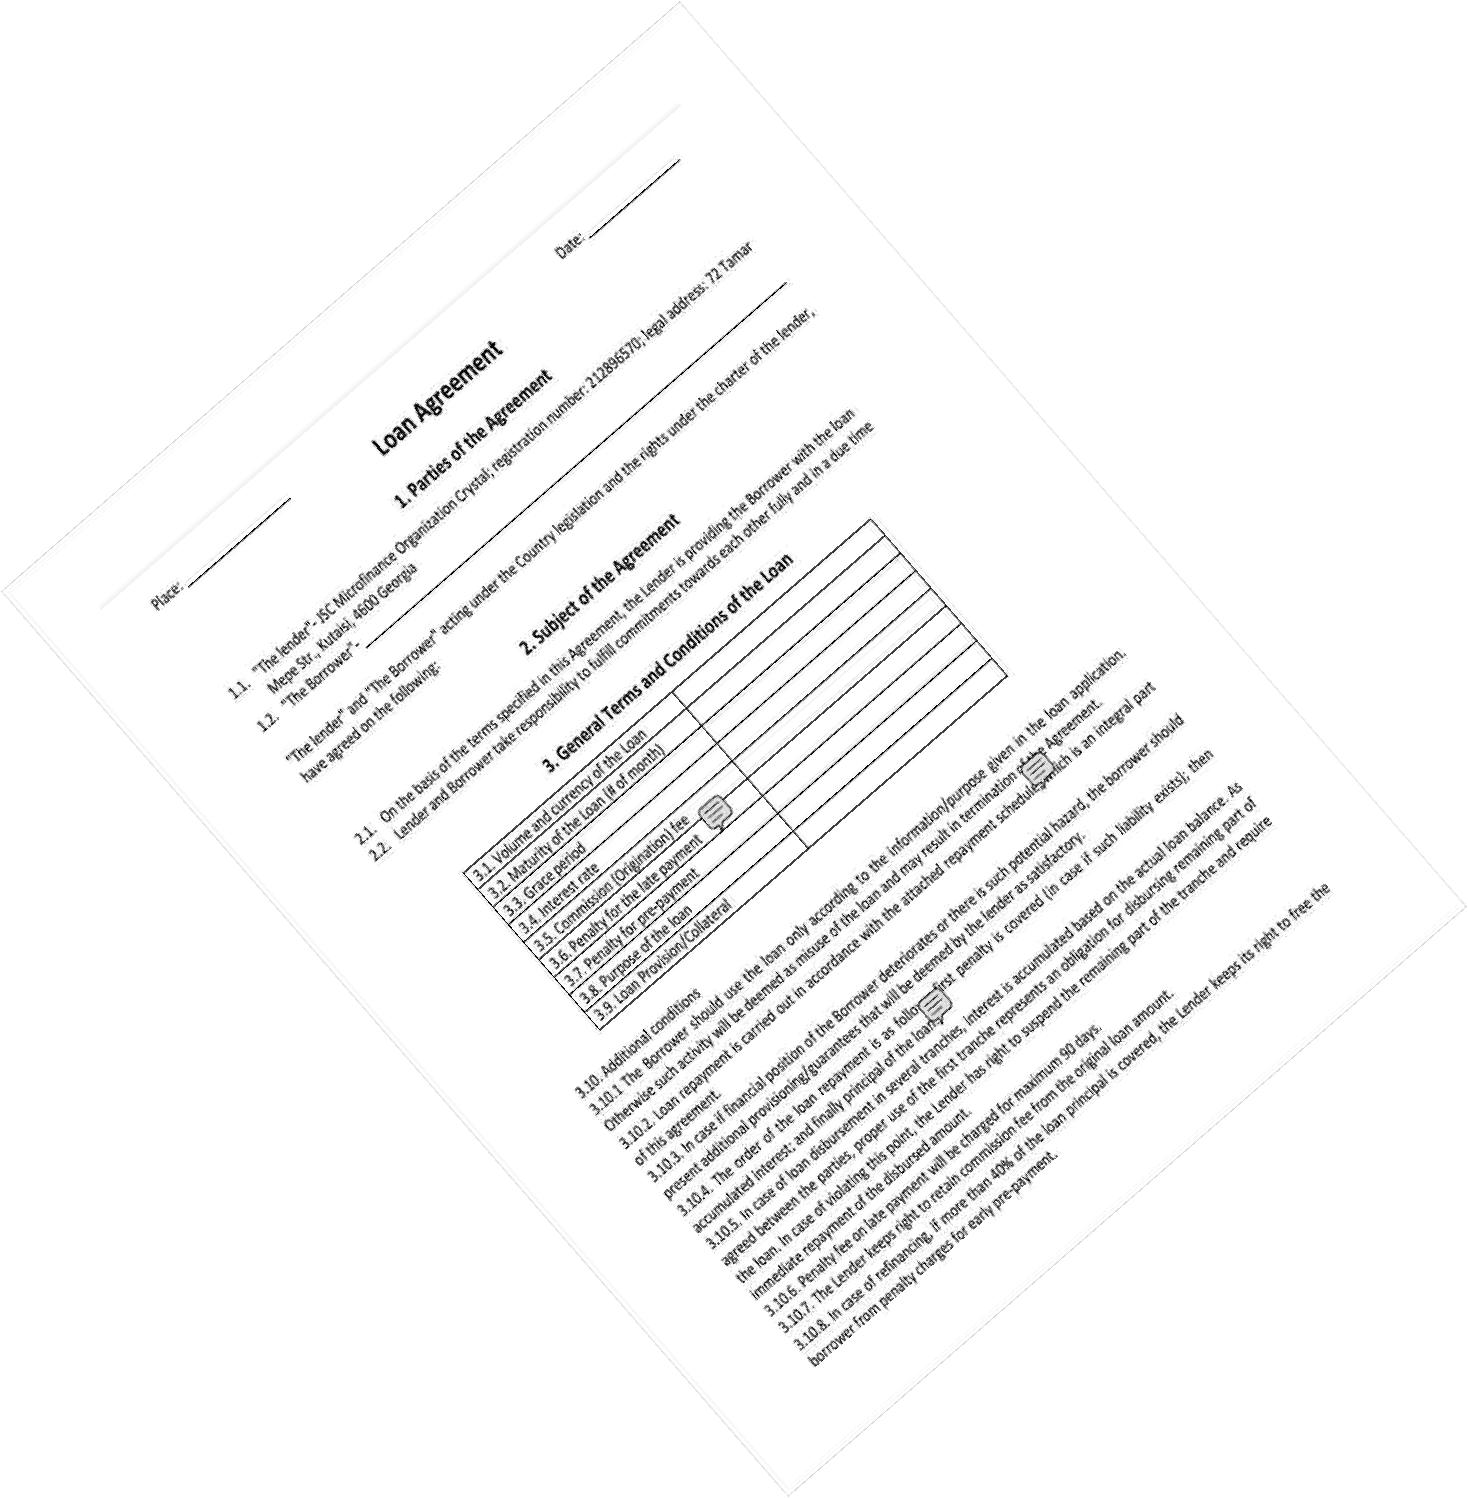 Place: Date:
Loan Agreement
1. Parties of the Agreement
1.1. "The lender"- JSC Microfinance Organization Crystal; registration number: 212896570; legal address: 72 Tamar
Mepe Str., Kutaisi, 4600 Georgia
1.2. "The Borrower"-
"The lender" and "The Borrower" acting under the Country legislation and the rights under the charter of the lender,
have agreed on the following:
2. Subject of the Agreement
2.1. On the basis of the terms specified in this Agreement, the Lender is providing the Borrower with the loan
2.2. Lender and Borrower take responsibility to fulfill commitments towards each other fully and in a due time
3. General Terms and Conditions of the Loan
3.1. Volume and currency of the Loan
3.2. Maturity of the Loan (# of month)
3.3. Grace period
3.4. Interest rate
3.5. Commission (Origination) fee
3.6. Penalty for the late payment
3.7. Penalty for pre-payment
3.8. Purpose of the loan
3.9. Loan Provision/Collateral
3.10. Additional conditions
3.10.1 The Borrower should use the loan only according to the information/purpose given in the loan application.
Otherwise such activity will be deemed as misuse of the loan and may result in termination of the Agreement.
3.10.2. Loan repayment is carried out in accordance with the attached repayment schedule, which is an integral part
of this agreement.
3.10.3. In case if financial position of the Borrower deteriorates or there is such potential hazard, the borrower should
present additional provisioning/guarantees that will be deemed by the lender as satisfactory.
3.10.4. The order of the loan repayment is as follo first penalty is covered (in case if such liability exists); then
accumulated interest; and finally principal of the loan.
3.10.5. In case of loan disbursement in several tranches, interest is accumulated based on the actual loan balance. As
agreed between the parties, proper use of the first tranche represents an obligation for disbursing remaining part of
the loan. In case of violating this point, the Lender has right to suspend the remaining part of the tranche and require
immediate repayment of the disbursed amount.
3.10.6. Penalty fee on late payment will be charged for maximum 90 days.
3.10.7. The Lender keeps right to retain commission fee from the original loan amount.
3.10.8. In case of refinancing, if more than 40% of the loan principal is covered, the Lender keeps its right to free the
borrower from penalty charges for early pre-payment.